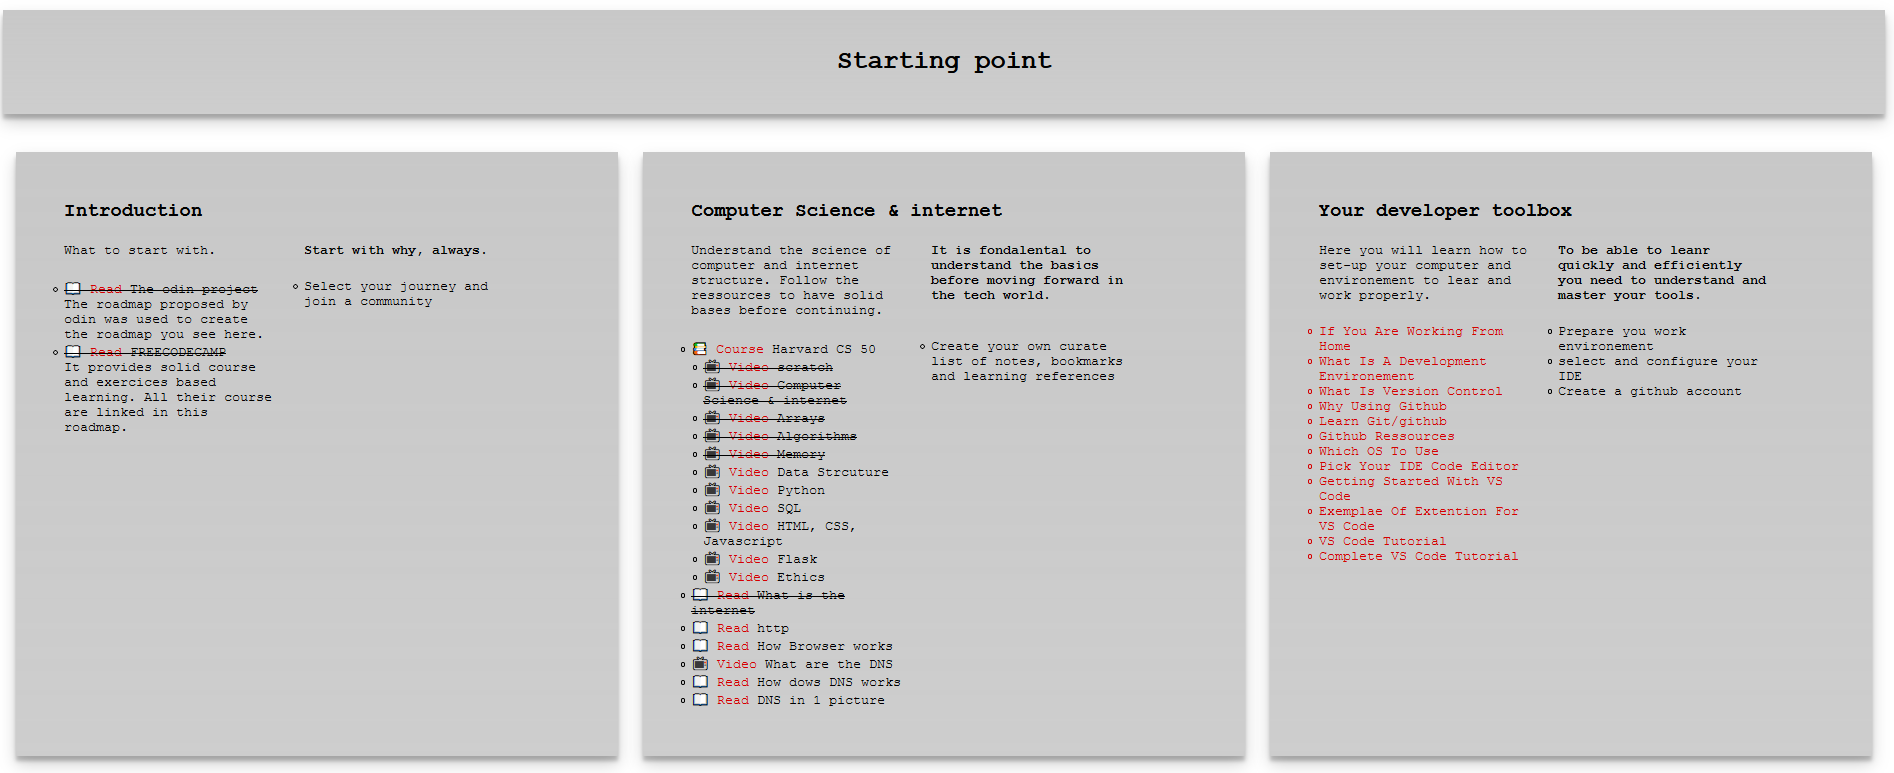 Starting point
Introduction
What to start with.
Read The odin project
The roadmap proposed by
odin was used to create
the roadmap you see here.
Read FREECODECAMP
It provides solid course
and exercices based
learning. All their course
are linked in this
roadmap.
Start with why, always.
Select your journey and
join a community
Computer Science & internet
Understand the science of
computer and internet
structure. Follow the
ressources to have solid
bases before continuing.
Course Harvard CS 50
Video scratch
Video Computer
Science & internet
Video Arrays
Video Algorithms
Video Memory
Video Data Strcuture
Video Python
Video SQL
Video HTML, CSS,
Javascript
Video Flask
Video Ethics
Read What is the
internet
Read http
Read How Browser works
Video What are the DNS
Read How dows DNS works
Read DNS in 1 picture
It is fondalental to
understand the basics
before moving forward in
the tech world.
Create your own curate
list of notes, bookmarks
and learning references
Your developer toolbox
Here you will learn how to
set-up your computer and
environement to lear and
work properly.
If You Are Working From
Home
What Is A Development
Environement
What Is Version Control
Why Using Github
Learn Git/github
Github Ressources
Which OS To Use
Pick Your IDE Code Editor
Getting Started With VS
Code
Exemplae Of Extention For
VS Code
VS Code Tutorial
Complete VS Code Tutorial
To be able to leanr
quickly and efficiently
you need to understand and
master your tools.
Prepare you work
environement
select and configure your
IDE
Create a github account